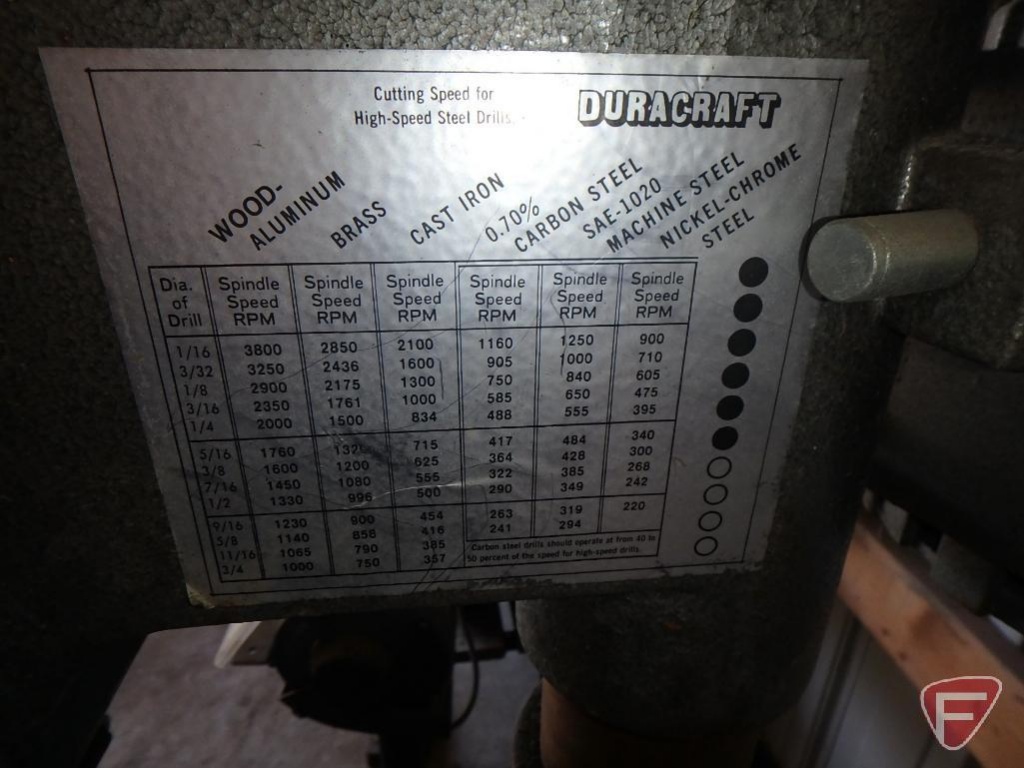 Cutting Speed for
High-Speed Steel Drills.
DURACRAFT
WOOD-
ALUMINUM
BRASS
CAST IRON
0.70%
CARBON STEEL
SAE-1020
MACHINE STEEL
NICKEL-CHROME
STEEL
Dia. Spindle Spindle Spindle Spindle Spindle Spindle
of Speed Speed Speed Speed Speed Speed
Drill RPM RPM RPM RPM RPM RPM
1/16 3800 2850 2100 1160 1250 900
3/32 3250 2436 1600 905 1000 710
1/8 2900 2175 1300 750 840 605
3/16 2350 1761 1000 585 650 475
1/4 2000 1500 834 488 555 395
5/16 1760 715 417 484 340
3/8 1600 1200 625 364 428 300
7/16 1450 1080 555 322 385 268
1/2 1330 996 500 290 349 242
9/16 1230 900 454 263 319 220
5/8 1140 858 416 241 294
11/16 1065 790 385
3/4 1000 750 357
Carbon steel drills should operate at from 40 to
50 percent of the speed for high-speed drills.
F